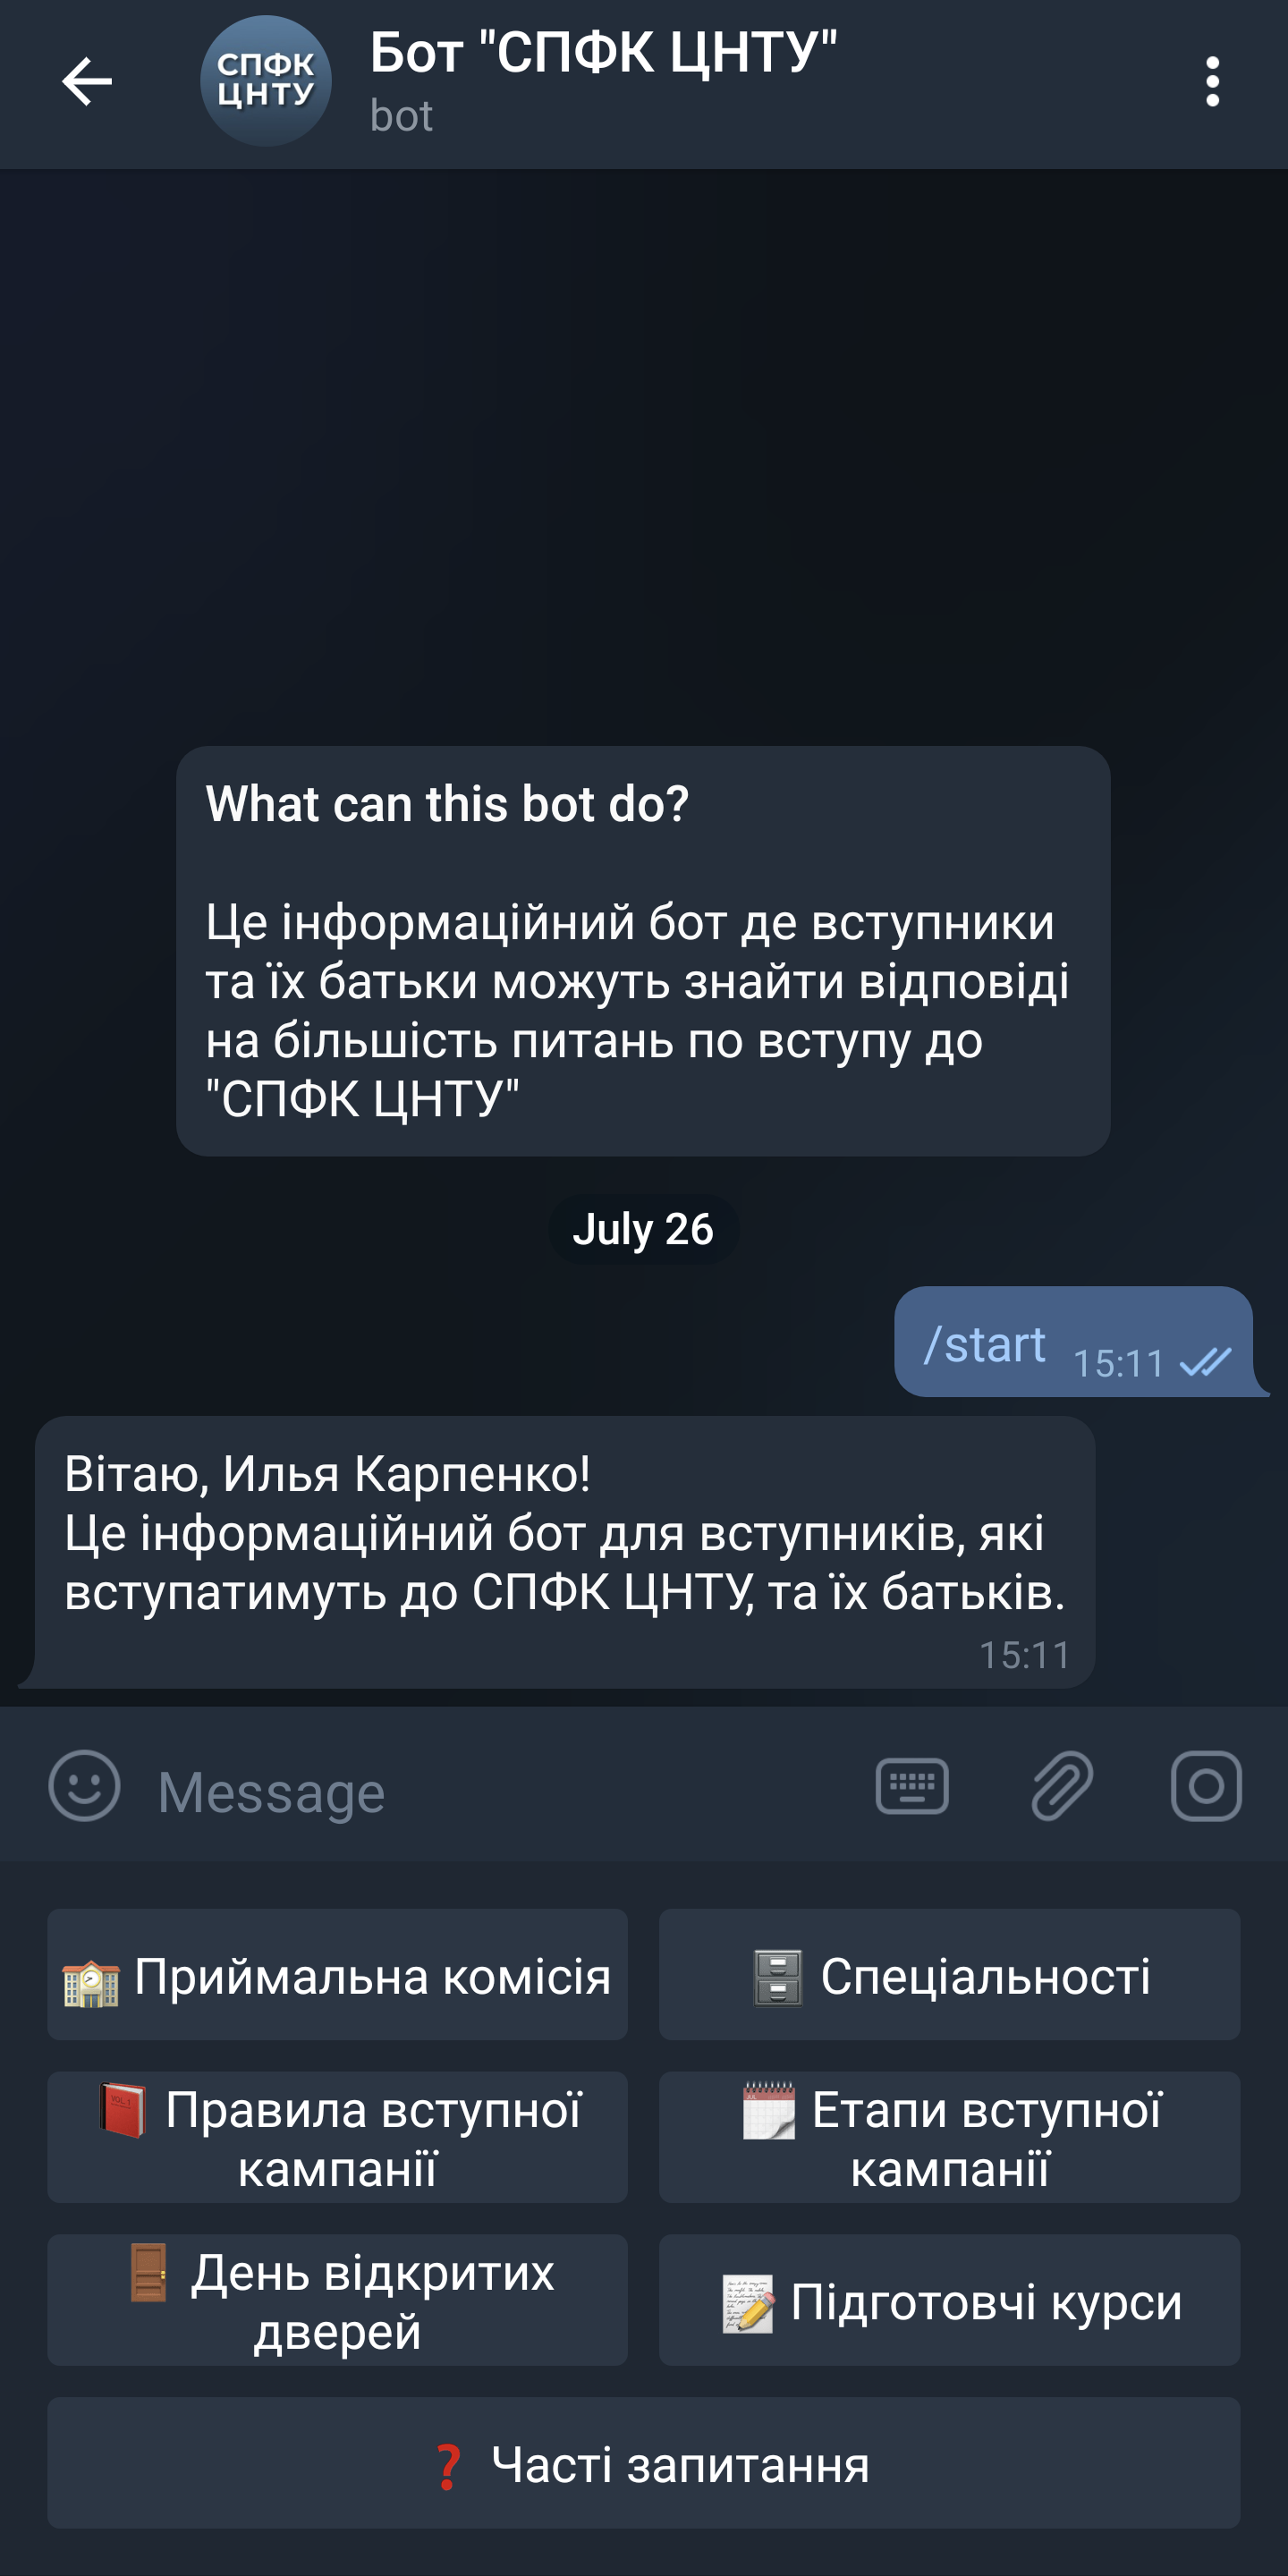 СПФК
ЦНТУ
Бот "СПФК ЦНТУ"
bot
What can this bot do?
Це інформаційний бот де вступники
та їх батьки можуть знайти відповіді
на більшість питань по вступу до
"СПФК ЦНТУ"
July 26
/start 15:11
Вітаю, Илья Карпенко!
Це інформаційний бот для вступників, які
вступатимуть до СПФК ЦНТУ, та їх батьків.
15:11
Message
Приймальна комісія
Спеціальності
Правила вступної
кампанії
Етапи вступної
кампанії
День відкритих
дверей
Підготовчі курси
❓ Часті запитання